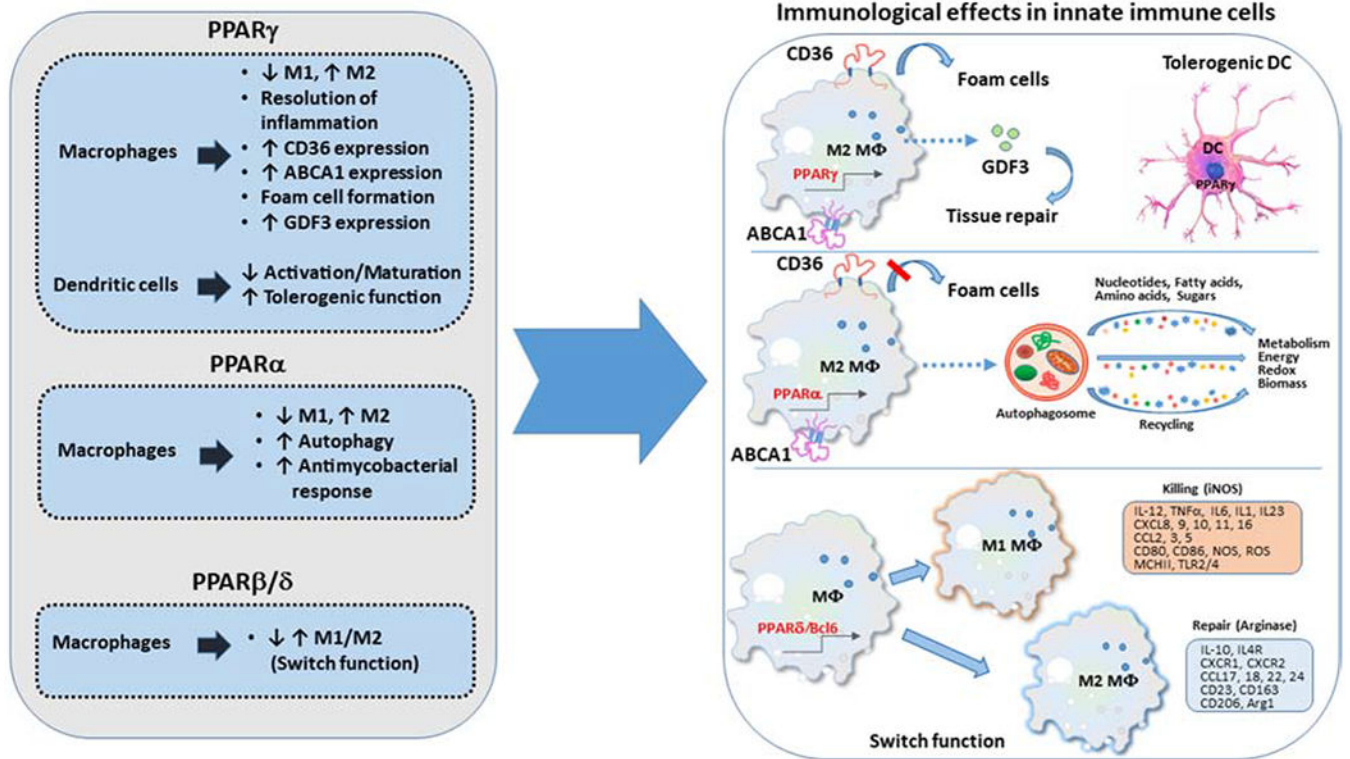 PPARγ
Macrophages
• ↓ M1, ↑ M2
• Resolution of
inflammation
• ↑ CD36 expression
• ↑ ABCA1 expression
• Foam cell formation
• ↑ GDF3 expression
Dendritic cells
↓ Activation/Maturation
↑ Tolerogenic function
PPARα
Macrophages
• ↓ M1, ↑ M2
• ↑ Autophagy
• ↑ Antimycobacterial
response
PPARβ/δ
Macrophages
• ↓ ↑ M1/M2
(Switch function)
Immunological effects in innate immune cells
CD36
Foam cells
Tolerogenic DC
M2 MΦ
PPARγ
GDF3
Tissue repair
ABCA1
DC
PPARγ
CD36
Foam cells
M2 MΦ
PPARα
ABCA1
Autophagosome
Nucleotides, Fatty acids,
Amino acids, Sugars
Metabolism
Energy
Redox
Biomass
Recycling
MΦ
PPARδ/Bcl6
M1 MΦ
Killing (iNOS)
IL-12, TNFα, IL6, IL1, IL23
CXCL8, 9, 10, 11, 16
CCL2, 3, 5
CD80, CD86, NOS, ROS
MCHII, TLR2/4
M2 MΦ
Repair (Arginase)
IL-10, IL4R
CXCR1, CXCR2
CCL17, 18, 22, 24
CD23, CD163
CD206, Arg1
Switch function